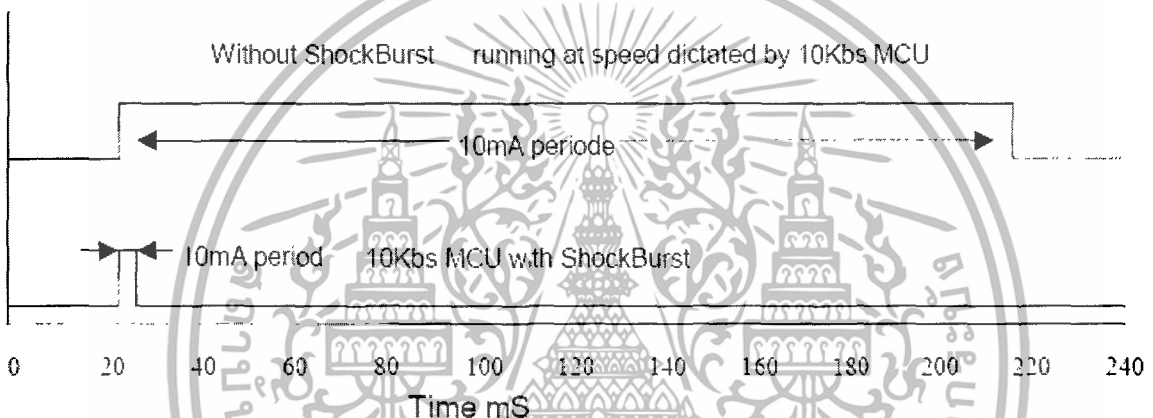 Without ShockBurst running at speed dictated by 10Kbs MCU
10mA periode
10mA period 10Kbs MCU with ShockBurst
0 20 40 60 80 100 120 140 160 180 200 220 240
Time mS